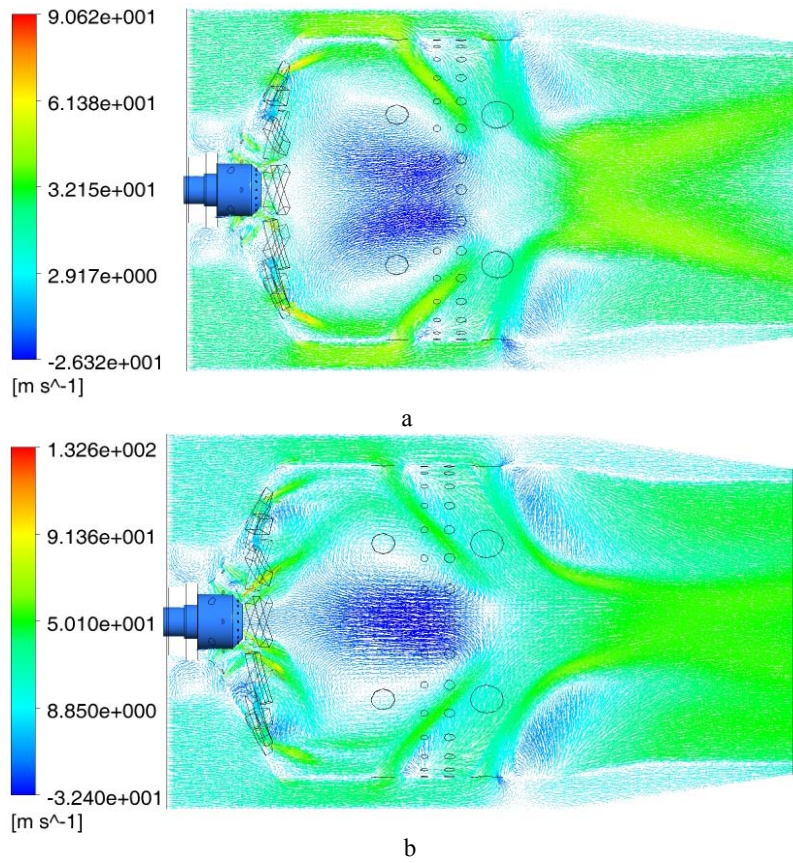 9.062e+001
6.138e+001
3.215e+001
2.917e+000
-2.632e+001
[m s^-1]
a
1.326e+002
9.136e+001
5.010e+001
8.850e+000
-3.240e+001
[m s^-1]
b